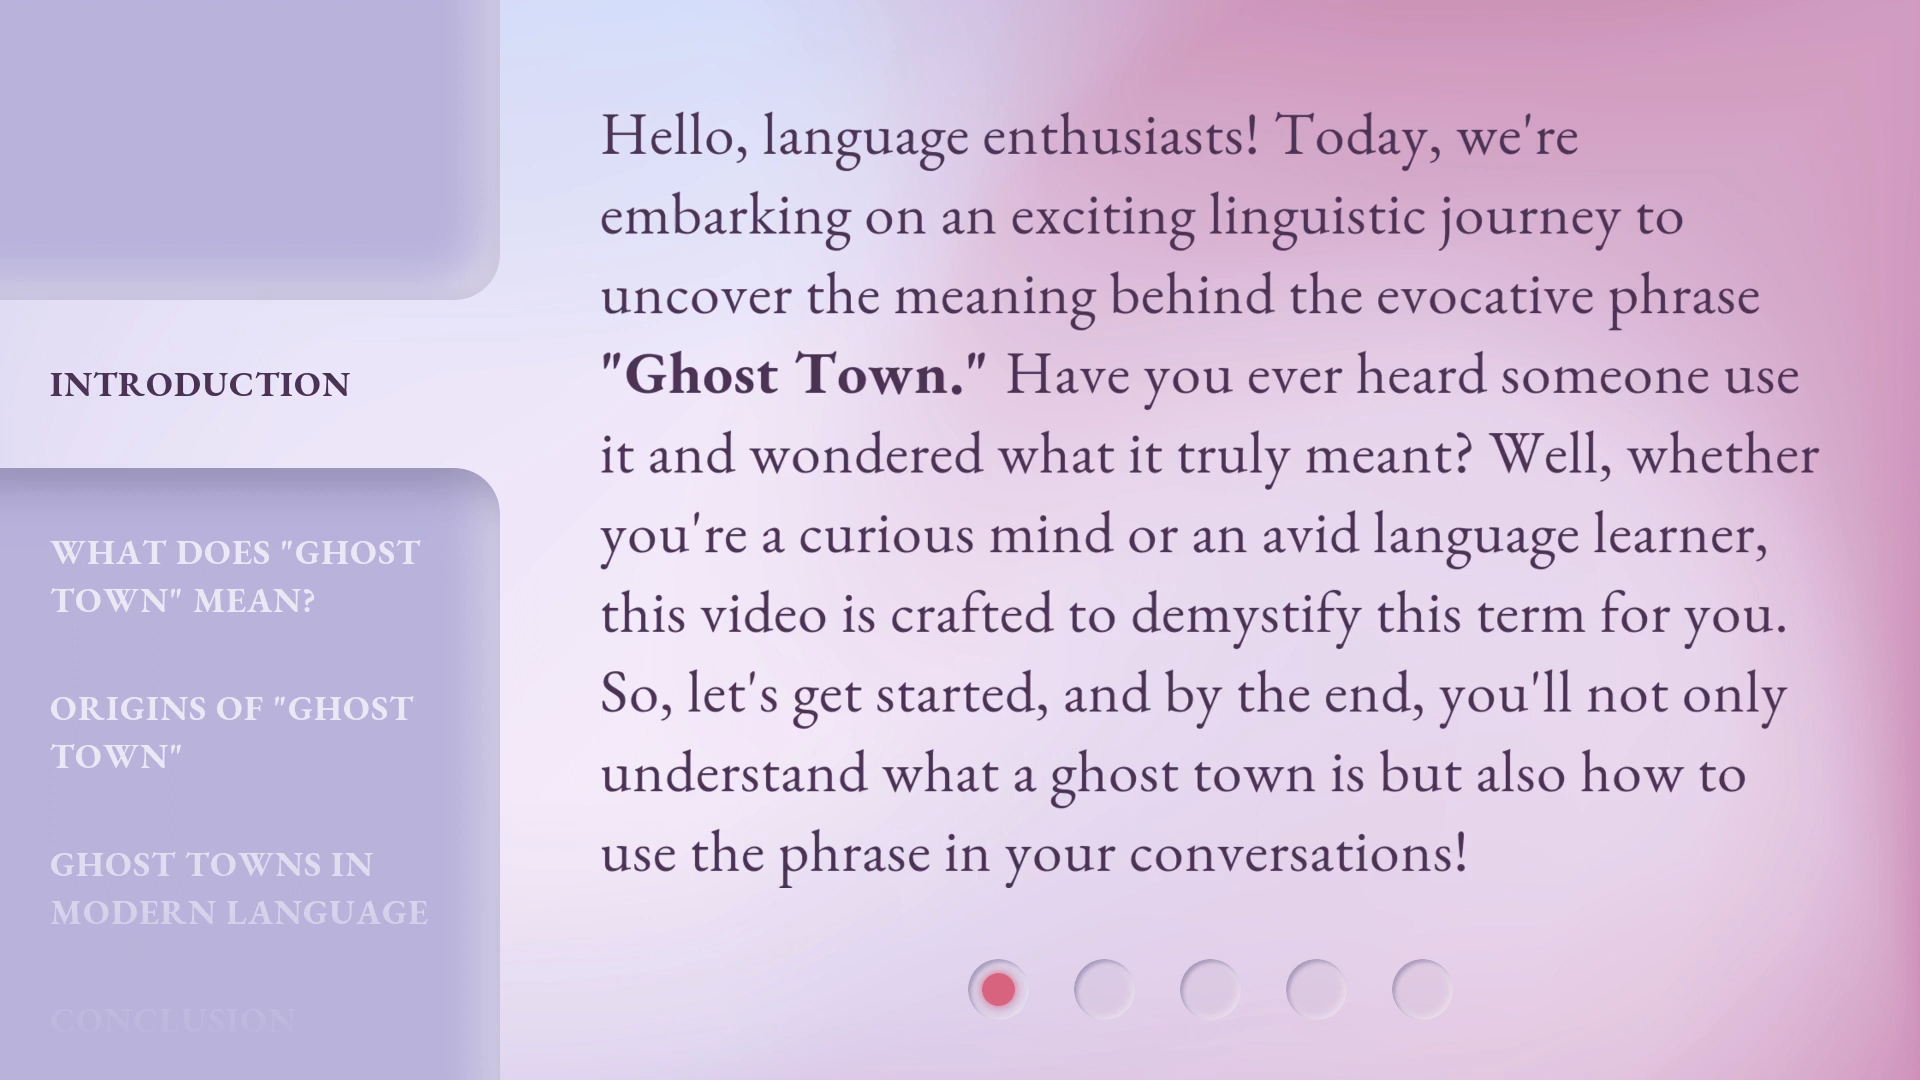 INTRODUCTION
WHAT DOES "GHOST
TOWN" MEAN?
ORIGINS OF "GHOST
TOWN"
GHOST TOWNS IN
MODERN LANGUAGE
CONCLUSION
Hello, language enthusiasts! Today, we're
embarking on an exciting linguistic journey to
uncover the meaning behind the evocative phrase
"Ghost Town." Have you ever heard someone use
it and wondered what it truly meant? Well, whether
you're a curious mind or an avid language learner,
this video is crafted to demystify this term for you.
So, let's get started, and by the end, you'll not only
understand what a ghost town is but also how to
use the phrase in your conversations!